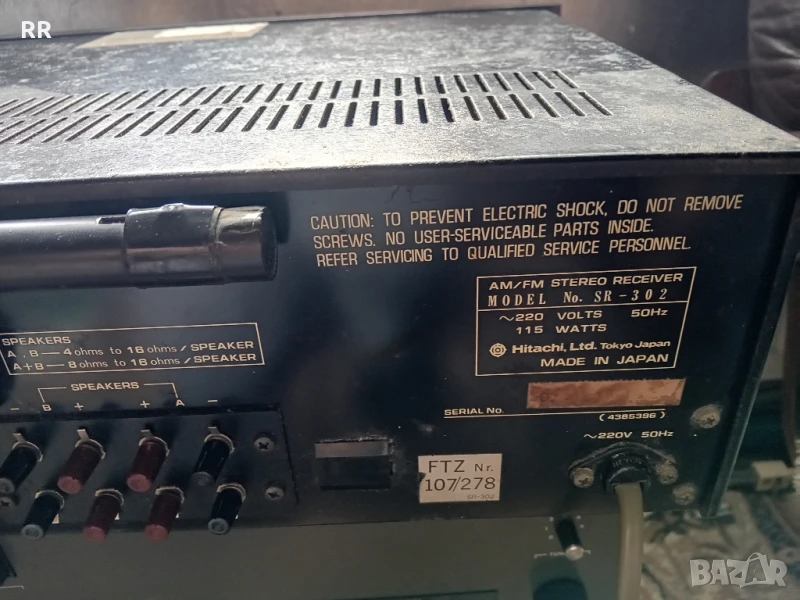 RR
CAUTION: TO PREVENT ELECTRIC SHOCK, DO NOT REMOVE
SCREWS. NO USER-SERVICEABLE PARTS INSIDE.
REFER SERVICING TO QUALIFIED SERVICE PERSONNEL.
AM/FM STEREO RECEIVER
MODEL No. SR-302
~220 VOLTS 50Hz
115 WATTS
Hitachi, Ltd. Tokyo Japan
MADE IN JAPAN
SPEAKERS
A, B—4 ohms to 16 ohms/SPEAKER
A+B—8 ohms to 16 ohms/SPEAKER
SPEAKERS
- B + + A -
SERIAL No.
(4385396)
~220V 50Hz
FTZ Nr.
107/278
SR-302
BAZAR